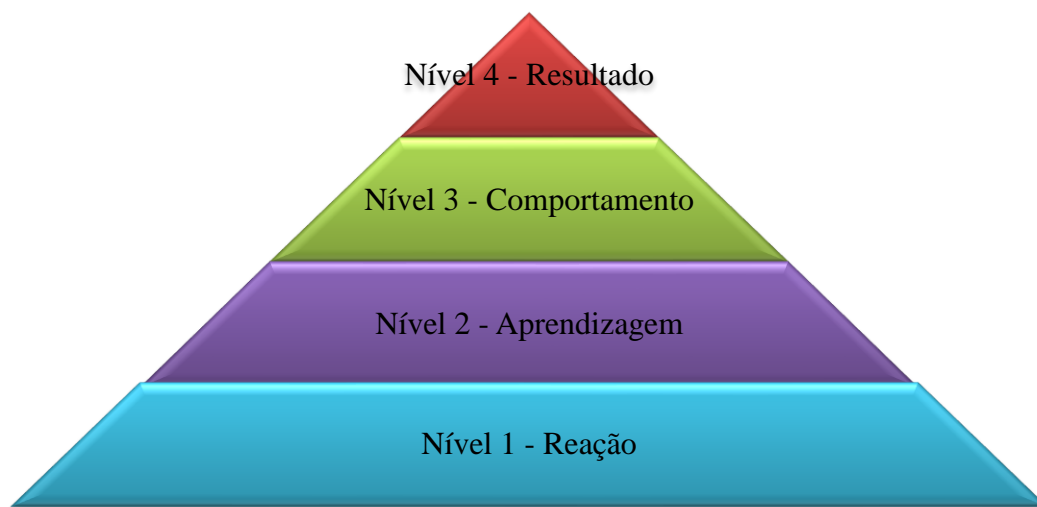 Nível 4 - Resultado
Nível 3 - Comportamento
Nível 2 - Aprendizagem
Nível 1 - Reação